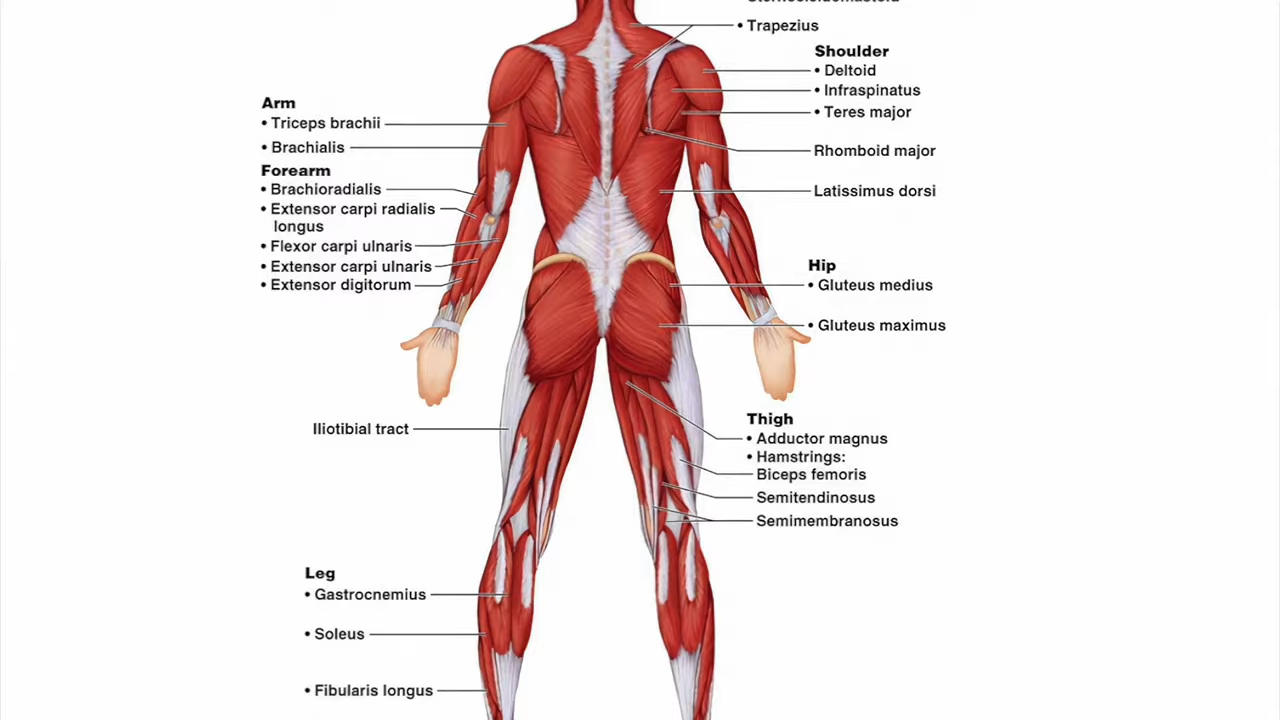 • Trapezius
Shoulder
• Deltoid
• Infraspinatus
• Teres major
Rhomboid major
Latissimus dorsi
Arm
• Triceps brachii
• Brachialis
Forearm
• Brachioradialis
• Extensor carpi radialis
longus
• Flexor carpi ulnaris
• Extensor carpi ulnaris
• Extensor digitorum
Hip
• Gluteus medius
• Gluteus maximus
Iliotibial tract
Thigh
• Adductor magnus
• Hamstrings:
Biceps femoris
Semitendinosus
Semimembranosus
Leg
• Gastrocnemius
• Soleus
• Fibularis longus